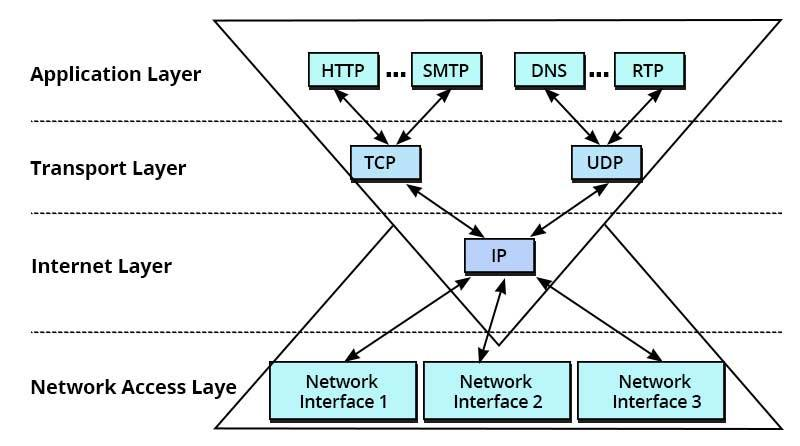 Application Layer
HTTP ... SMTP DNS ... RTP
Transport Layer
TCP UDP
Internet Layer
IP
Network Access Laye
Network
Interface 1
Network
Interface 2
Network
Interface 3